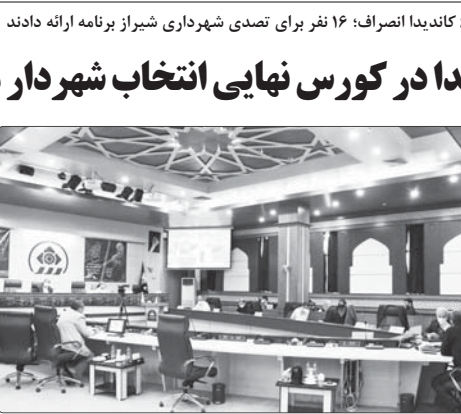 کاندیدا انصراف؛ ۱۶ نفر برای تصدی شهرداری شیراز برنامه ارائه دادند
دا در کورس نهایی انتخاب شهردار